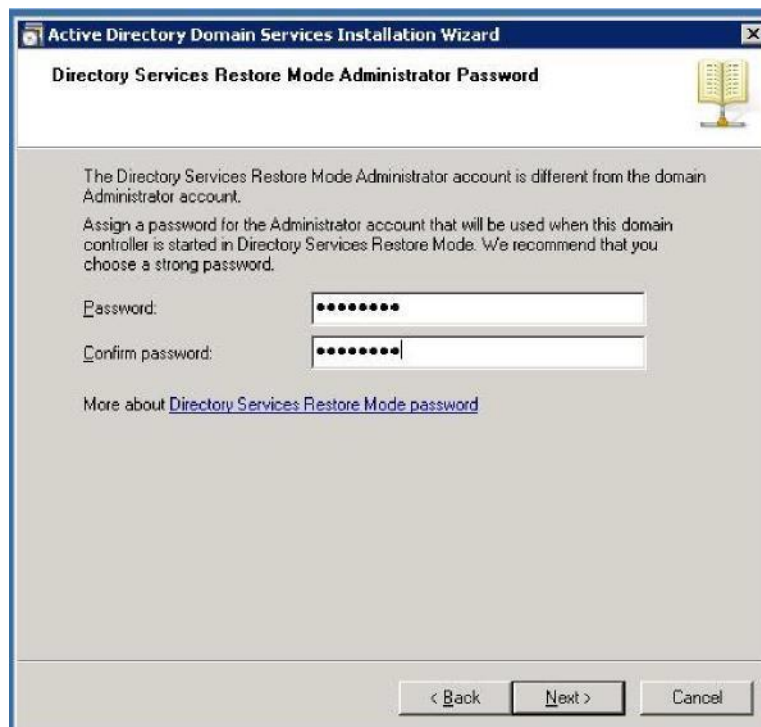 Active Directory Domain Services Installation Wizard
Directory Services Restore Mode Administrator Password
The Directory Services Restore Mode Administrator account is different from the domain
Administrator account.
Assign a password for the Administrator account that will be used when this domain
controller is started in Directory Services Restore Mode. We recommend that you
choose a strong password.
Password:
••••••••
Confirm password:
••••••••
More about Directory Services Restore Mode password
< Back
Next >
Cancel